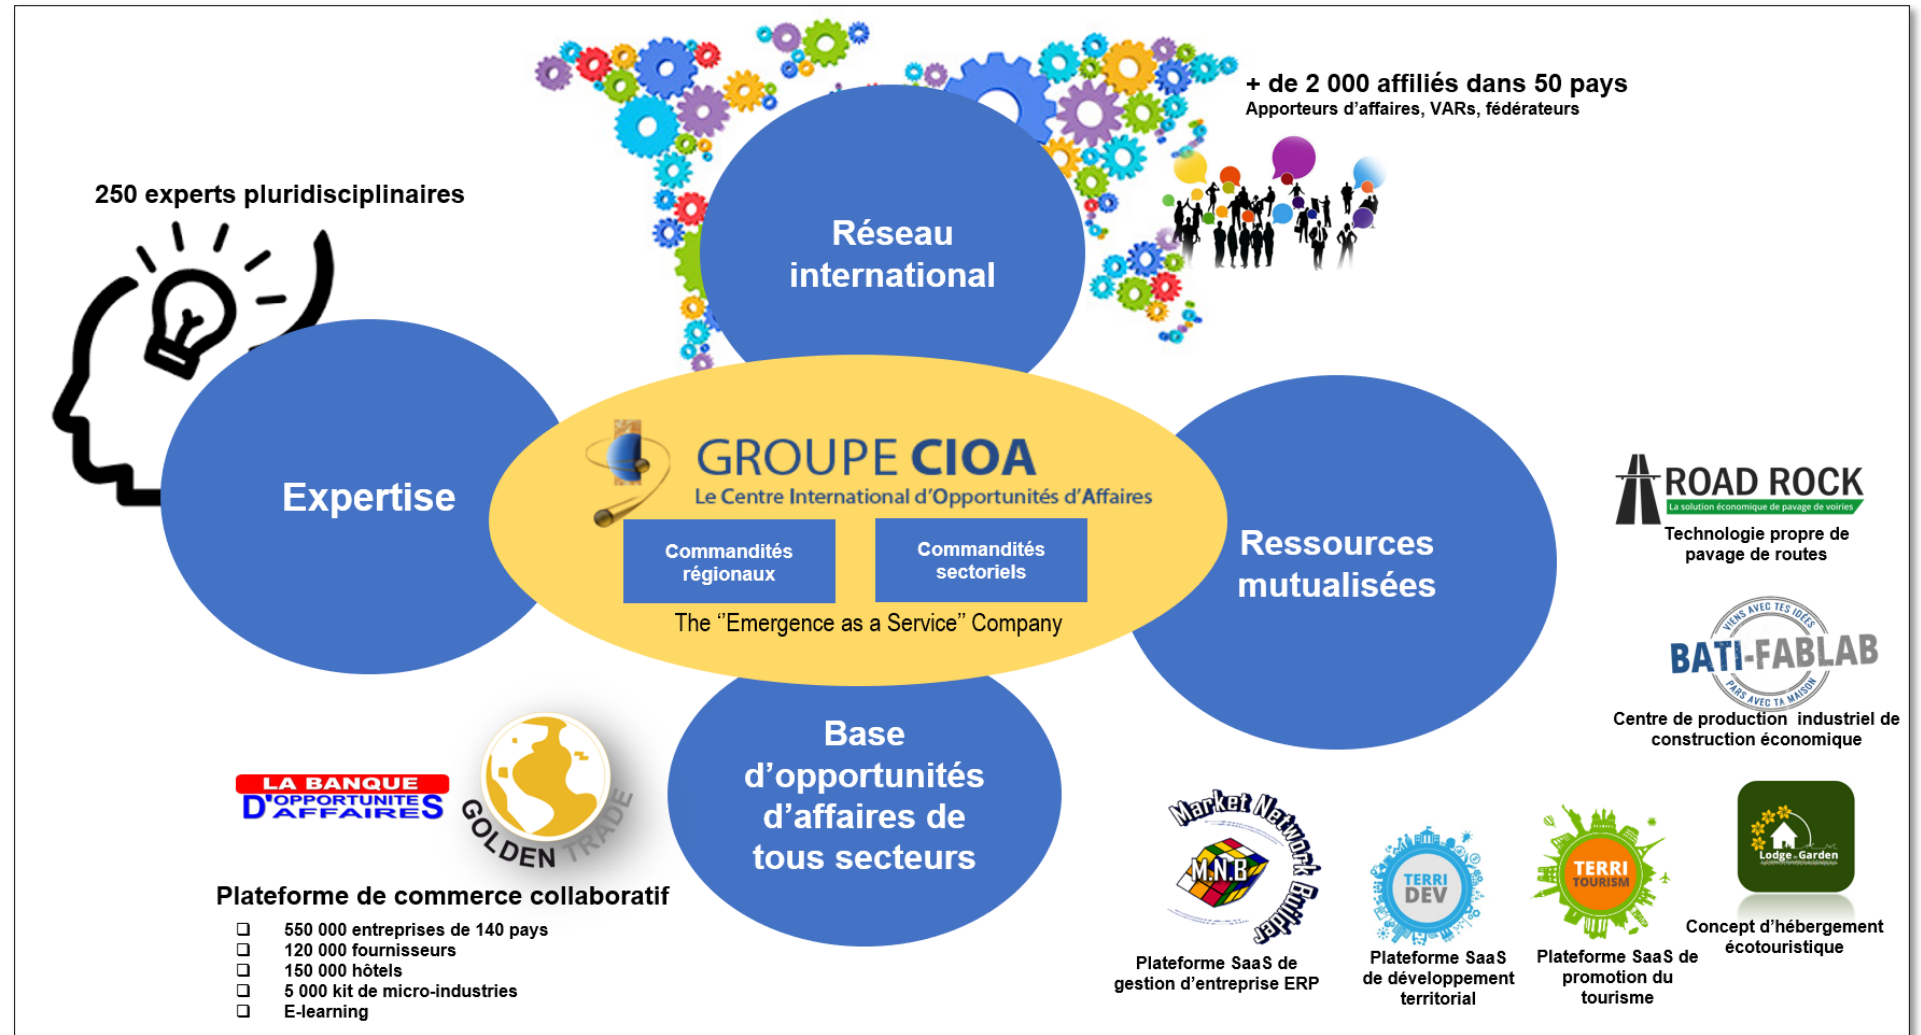 + de 2 000 affiliés dans 50 pays
Apporteurs d’affaires, VARs, fédérateurs
250 experts pluridisciplinaires
Réseau
international
Expertise
GROUPE CIOA
Le Centre International d'Opportunités d'Affaires
Commandités
régionaux
Commandités
sectoriels
The ‘’Emergence as a Service’’ Company
Ressources
mutualisées
ROAD ROCK
La solution économique de pavage de voiries
Technologie propre de
pavage de routes
VIENS AVEC TES IDÉES
BATI-FABLAB
PARS AVEC TA MAISON
Centre de production  industriel de
construction économique
Base
d’opportunités
d’affaires de
tous secteurs
LA BANQUE
D'OPPORTUNITES
D'AFFAIRES
GOLDEN TRADE
Plateforme de commerce collaboratif
❑ 550 000 entreprises de 140 pays
❑ 120 000 fournisseurs
❑ 150 000 hôtels
❑ 5 000 kit de micro-industries
❑ E-learning
Market Network Builder
M.N.B
Plateforme SaaS de
gestion d’entreprise ERP
TERRI
DEV
Plateforme SaaS
de développement
territorial
TERRI
TOURISM
Plateforme SaaS de
promotion du
tourisme
Lodge Garden
Concept d’hébergement
écotouristique